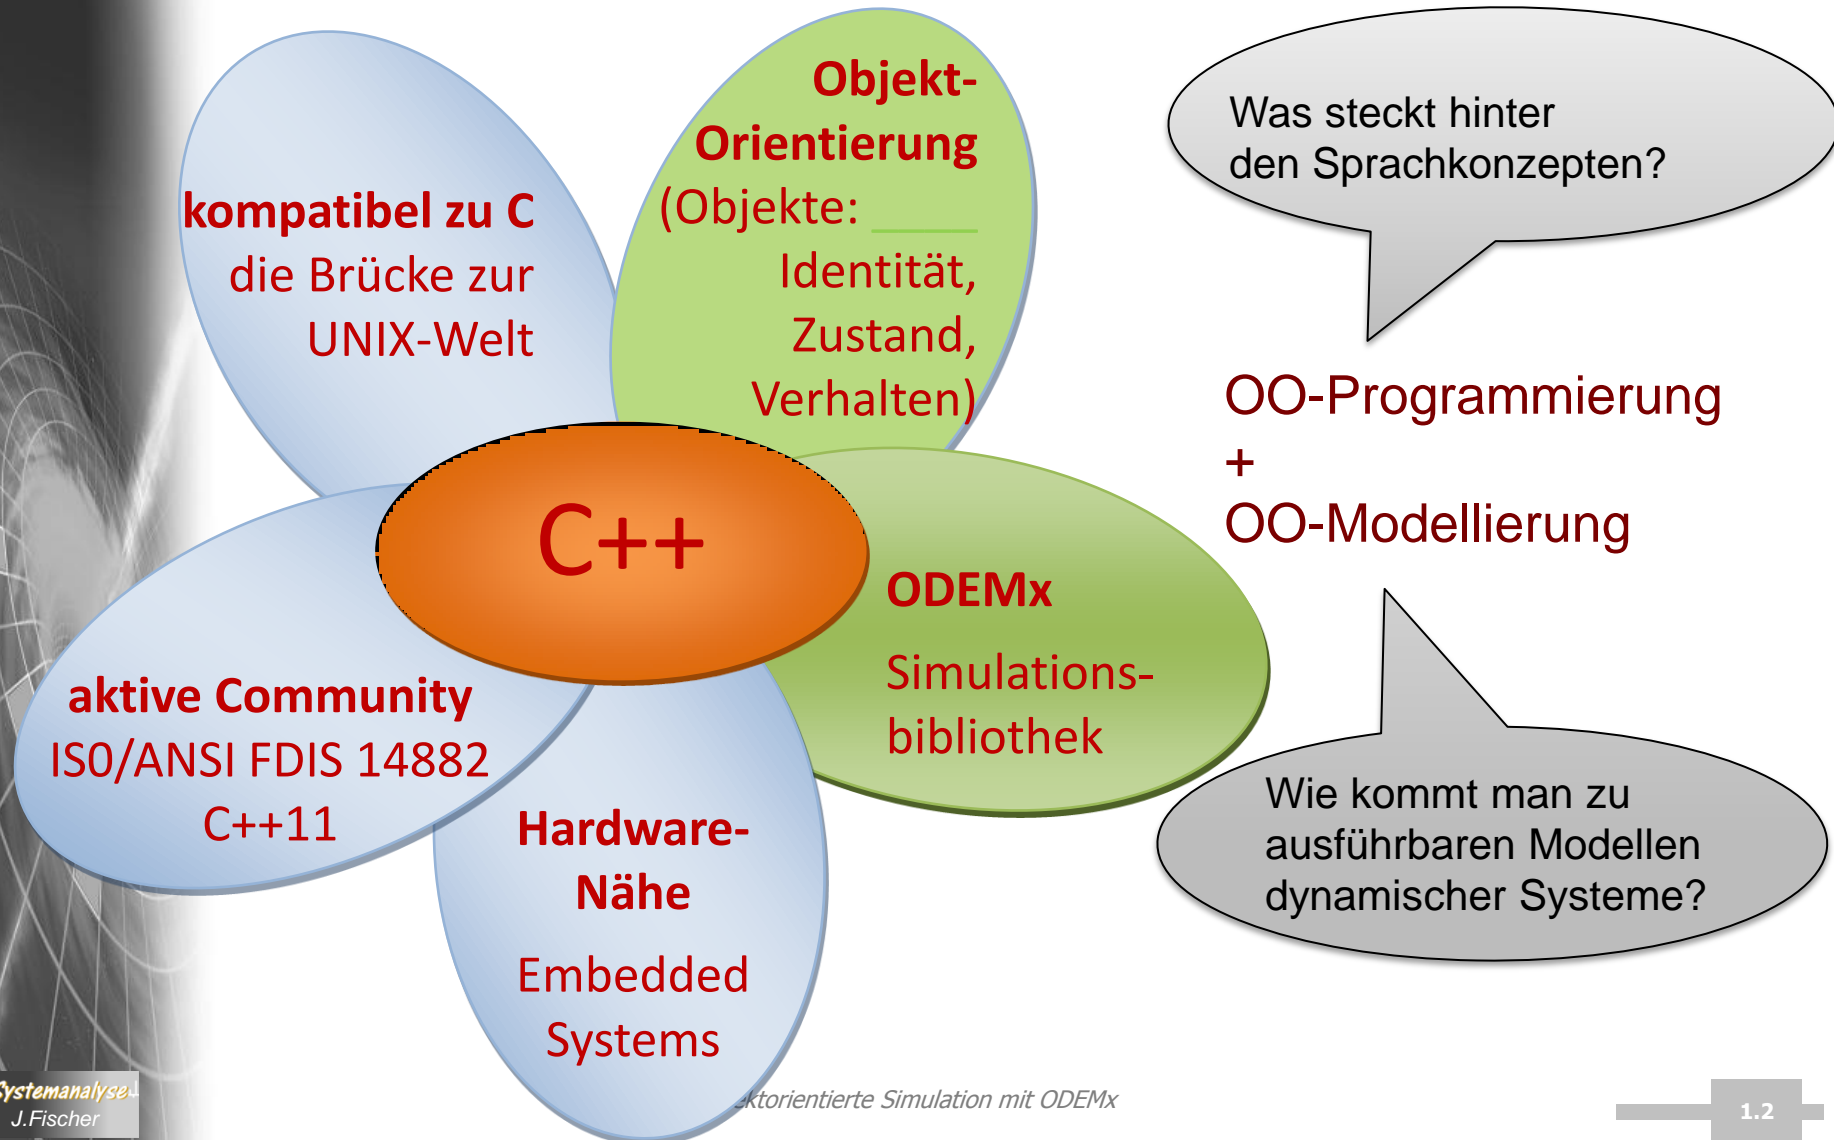 Objekt-
Orientierung
(Objekte: ____
Identität,
Zustand,
Verhalten)
kompatibel zu C
die Brücke zur
UNIX-Welt
C++
ODEMx
Simulations-
bibliothek
aktive Community
IS0/ANSI FDIS 14882
C++11
Hardware-
Nähe
Embedded
Systems
Was steckt hinter
den Sprachkonzepten?
OO-Programmierung
+
OO-Modellierung
Wie kommt man zu
ausführbaren Modellen
dynamischer Systeme?
Systemanalyse
J.Fischer
ktorientierte Simulation mit ODEMx
1.2